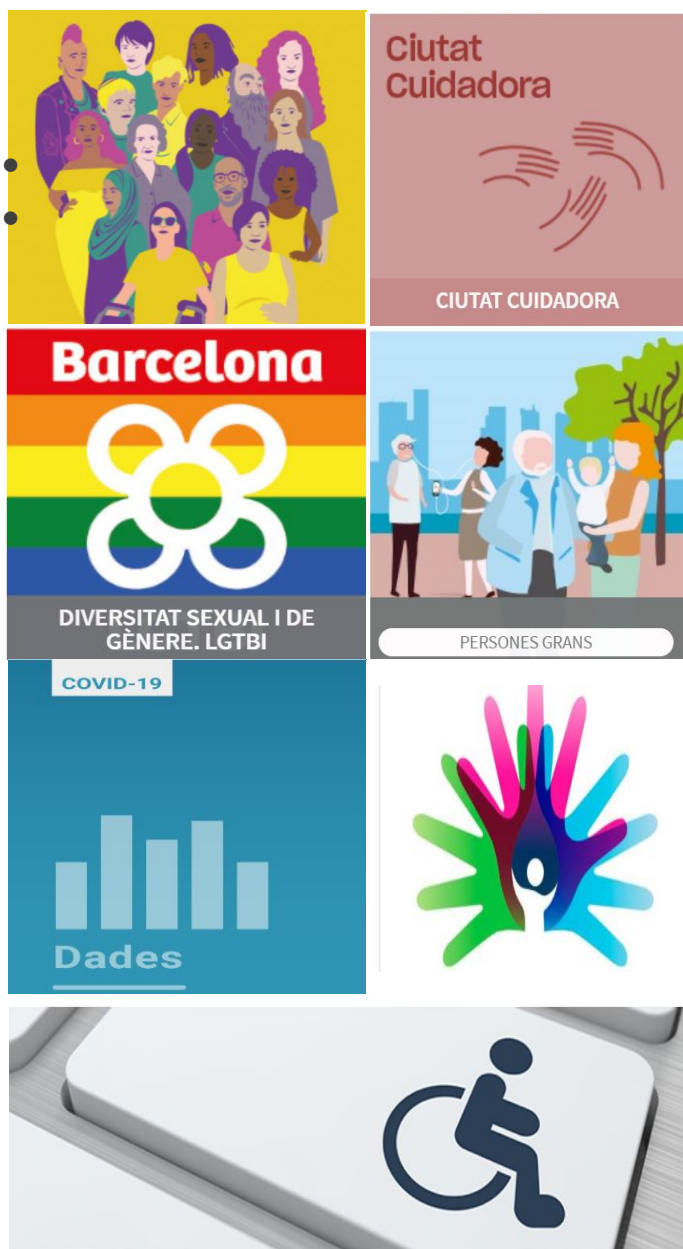 Ciutat
Cuidadora
CIUTAT CUIDADORA
Barcelona
DIVERSITAT SEXUAL I DE
GÈNERE. LGTBI
PERSONES GRANS
COVID-19
Dades